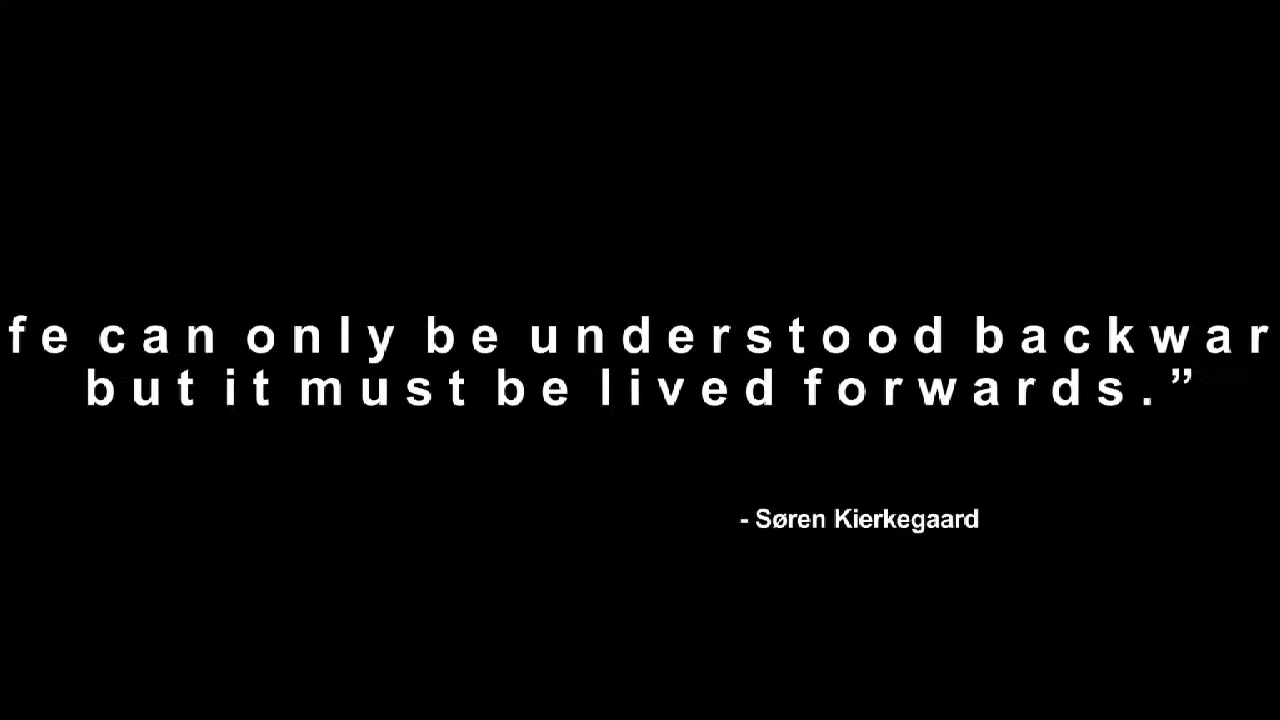 fe can only be understood backwar
but it must be lived forwards.”
- Søren Kierkegaard